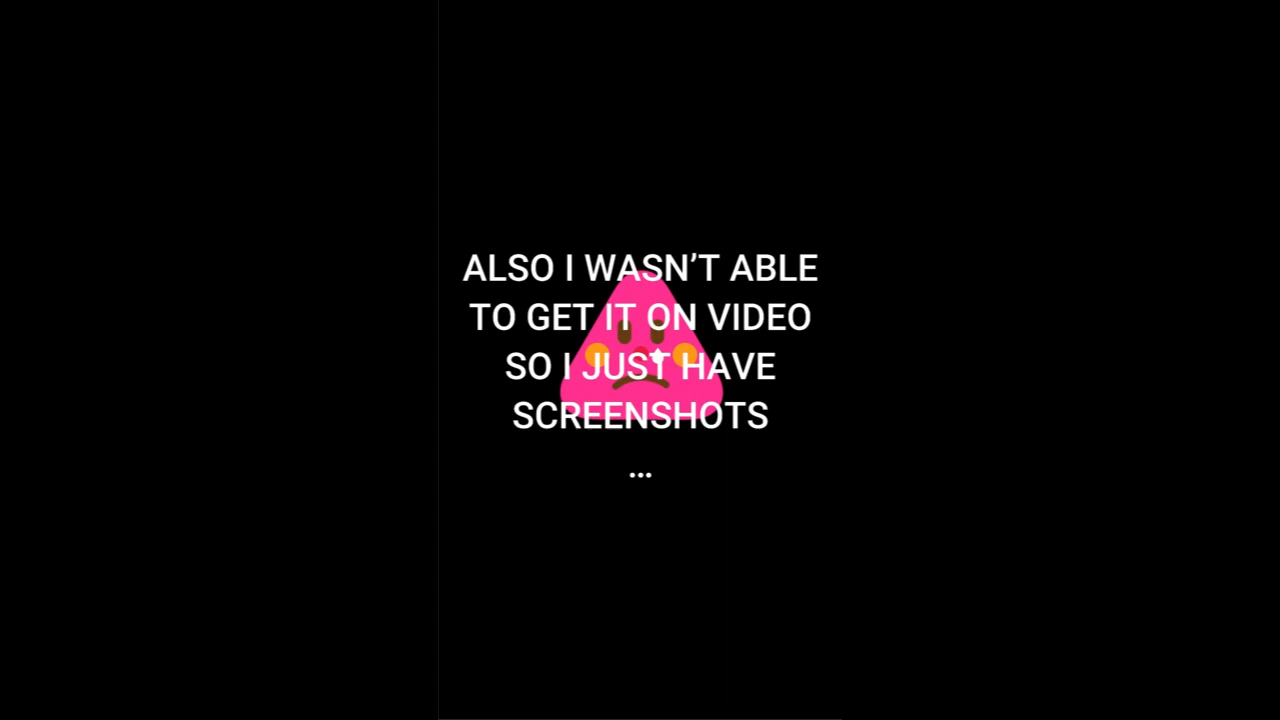 ALSO I WASN’T ABLE
TO GET IT ON VIDEO
SO I JUST HAVE
SCREENSHOTS
...